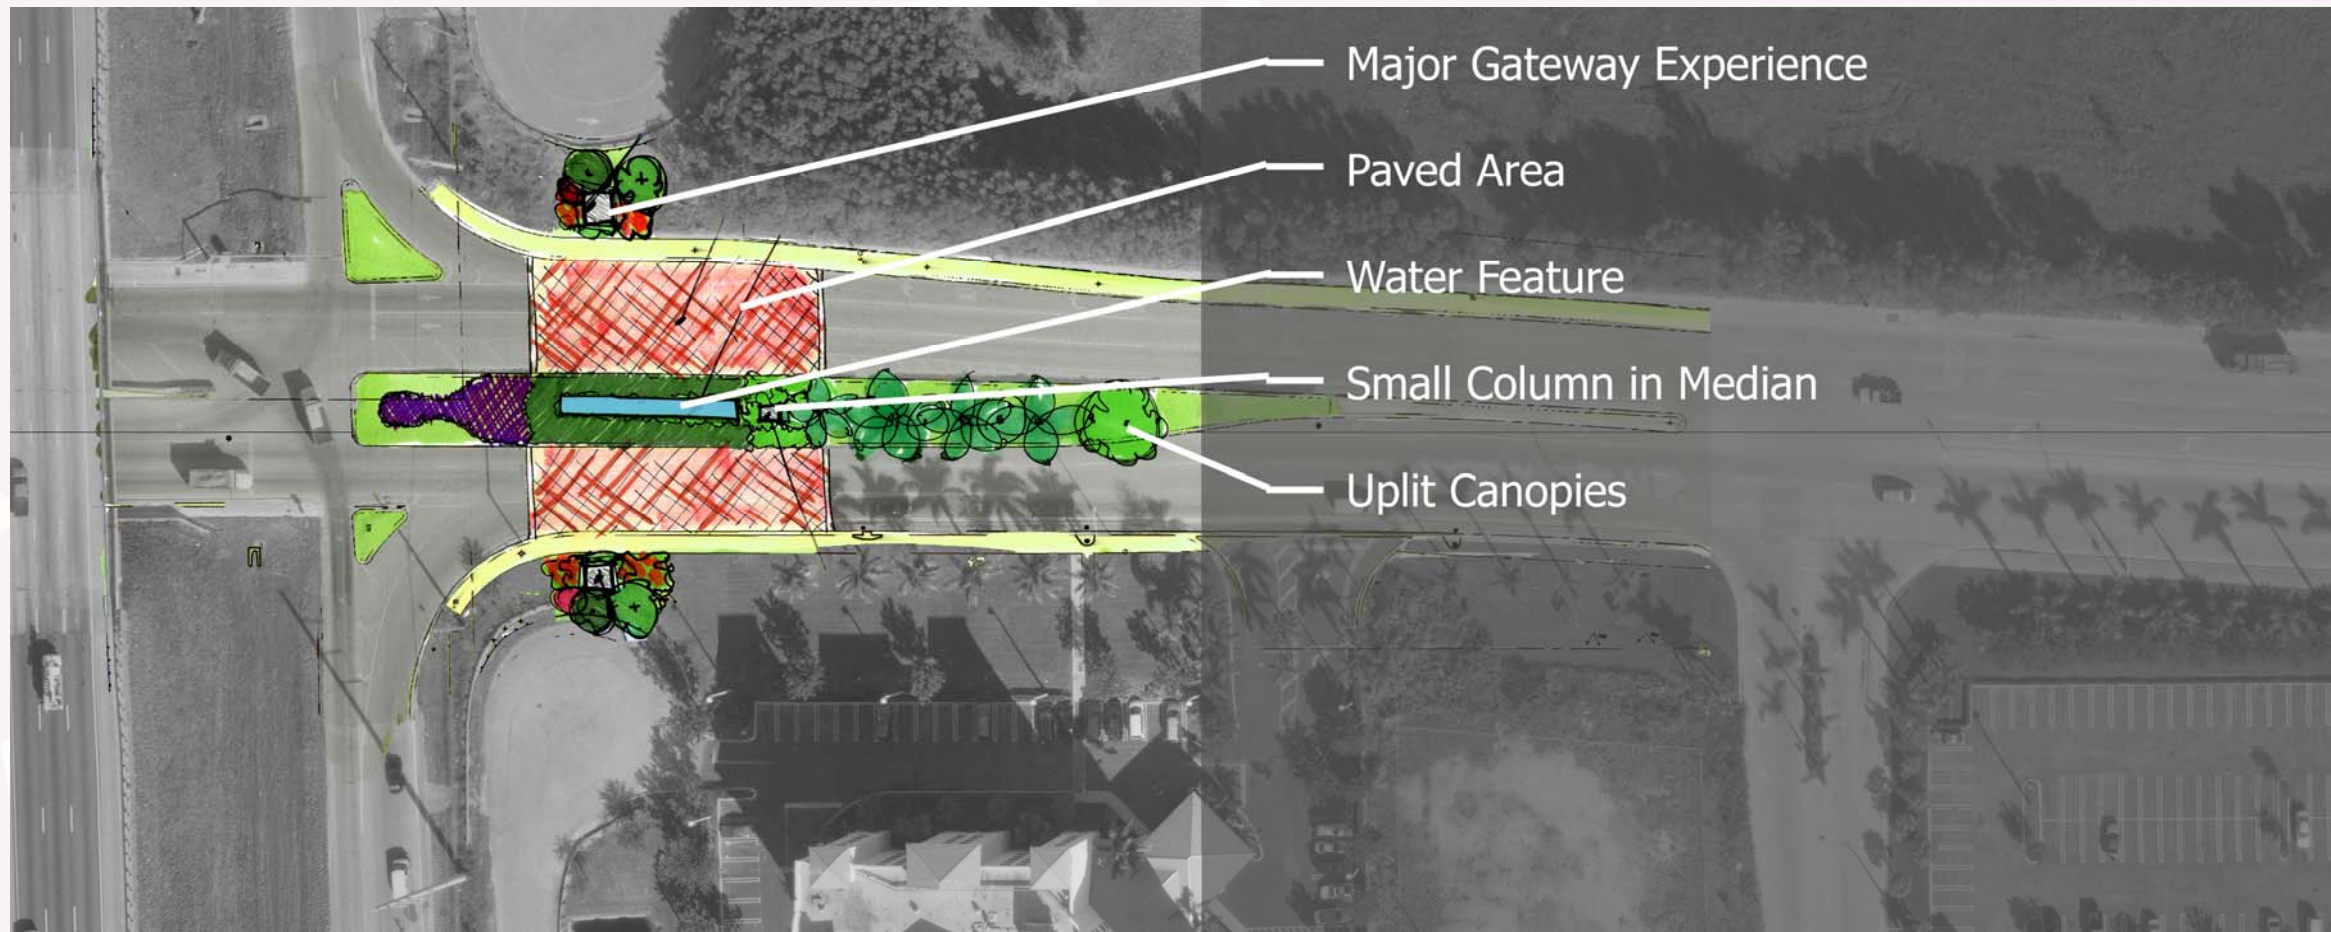 Major Gateway Experience
Paved Area
Water Feature
Small Column in Median
Uplit Canopies